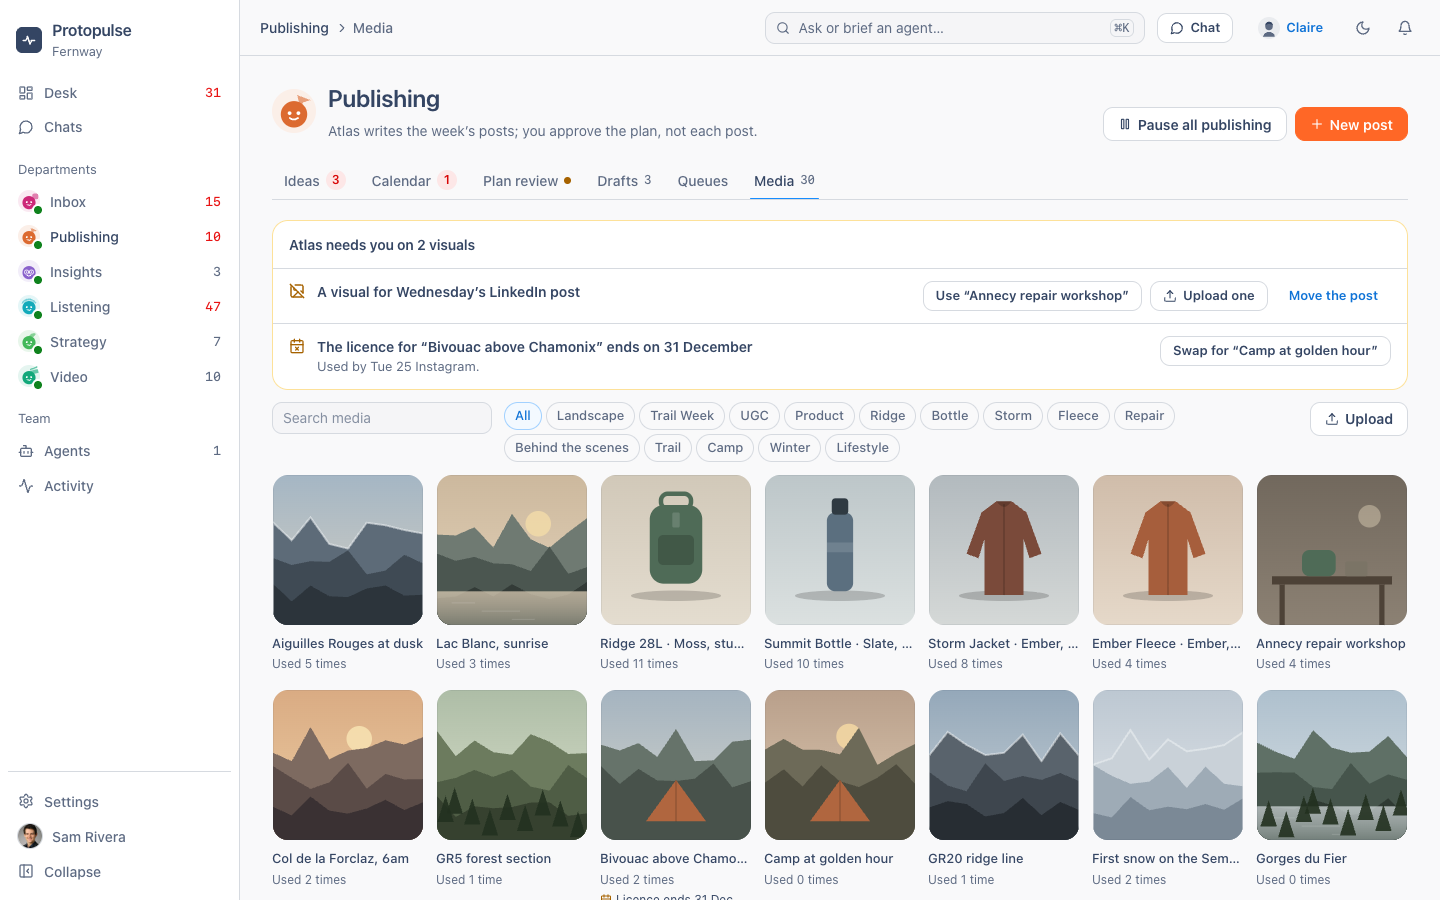 Protopulse
Fernway
Desk 31
Chats
Departments
Inbox 15
Publishing 10
Insights 3
Listening 47
Strategy 7
Video 10
Team
Agents 1
Activity
Settings
Sam Rivera
Collapse
Publishing > Media
Ask or brief an agent… ⌘K
Chat
Claire
Publishing
Atlas writes the week's posts; you approve the plan, not each post.
Pause all publishing
+ New post
Ideas 3
Calendar 1
Plan review
Drafts 3
Queues
Media 30
Atlas needs you on 2 visuals
A visual for Wednesday's LinkedIn post
Use “Annecy repair workshop”
Upload one
Move the post
The licence for “Bivouac above Chamonix” ends on 31 December
Used by Tue 25 Instagram.
Swap for “Camp at golden hour”
Search media
All Landscape Trail Week UGC Product Ridge Bottle Storm Fleece Repair
Behind the scenes Trail Camp Winter Lifestyle
Upload
Aiguilles Rouges at dusk
Used 5 times
Lac Blanc, sunrise
Used 3 times
Ridge 28L · Moss, stu…
Used 11 times
Summit Bottle · Slate, …
Used 10 times
Storm Jacket · Ember, …
Used 8 times
Ember Fleece · Ember,…
Used 4 times
Annecy repair workshop
Used 4 times
Col de la Forclaz, 6am
Used 2 times
GR5 forest section
Used 1 time
Bivouac above Chamo…
Used 2 times
Licence ends 31 Dec
Camp at golden hour
Used 0 times
GR20 ridge line
Used 1 time
First snow on the Sem…
Used 2 times
Gorges du Fier
Used 0 times